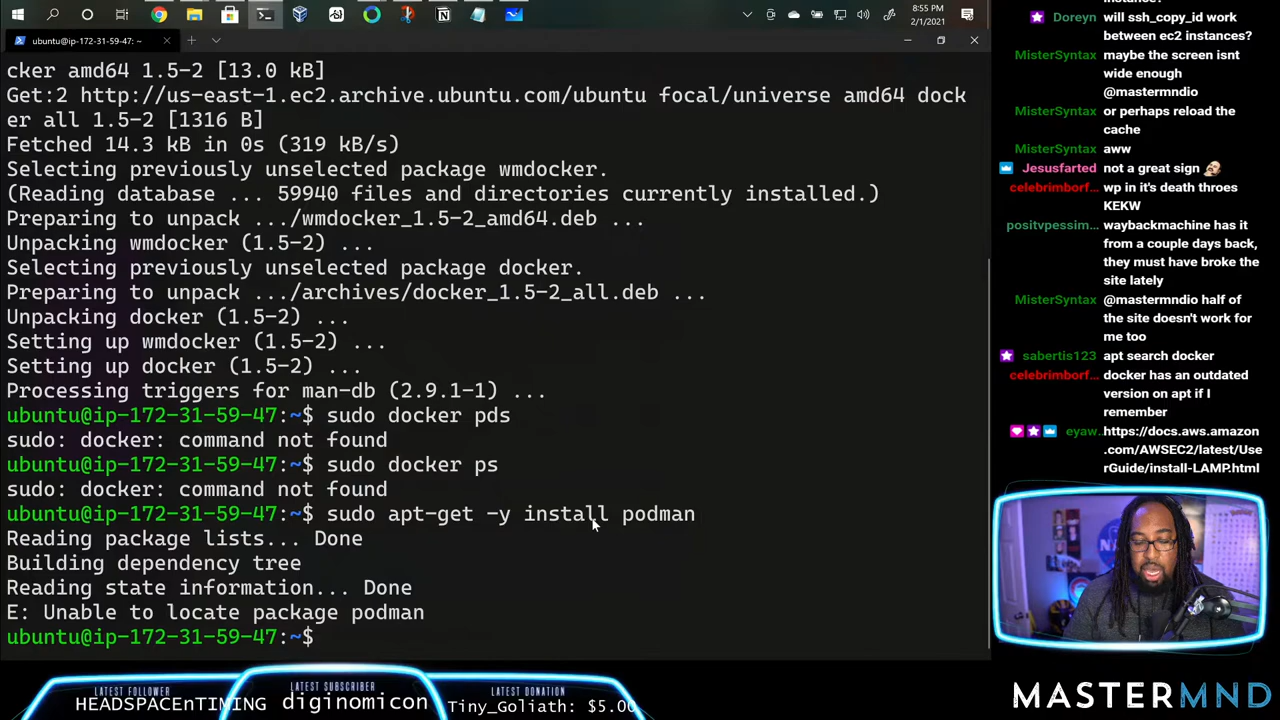 8:55 PM
2/1/2021
ubuntu@ip-172-31-59-47: ~
cker amd64 1.5-2 [13.0 kB]
Get:2 http://us-east-1.ec2.archive.ubuntu.com/ubuntu focal/universe amd64 dock
er all 1.5-2 [1316 B]
Fetched 14.3 kB in 0s (319 kB/s)
Selecting previously unselected package wmdocker.
(Reading database ... 59940 files and directories currently installed.)
Preparing to unpack .../wmdocker_1.5-2_amd64.deb ...
Unpacking wmdocker (1.5-2) ...
Selecting previously unselected package docker.
Preparing to unpack .../archives/docker_1.5-2_all.deb ...
Unpacking docker (1.5-2) ...
Setting up wmdocker (1.5-2) ...
Setting up docker (1.5-2) ...
Processing triggers for man-db (2.9.1-1) ...
ubuntu@ip-172-31-59-47:~$ sudo docker pds
sudo: docker: command not found
ubuntu@ip-172-31-59-47:~$ sudo docker ps
sudo: docker: command not found
ubuntu@ip-172-31-59-47:~$ sudo apt-get -y install podman
Reading package lists... Done
Building dependency tree
Reading state information... Done
E: Unable to locate package podman
ubuntu@ip-172-31-59-47:~$
Doreyn will ssh_copy_id work
between ec2 instances?
MisterSyntax maybe the screen isnt
wide enough
@mastermndio
MisterSyntax or perhaps reload the
cache
MisterSyntax aww
Jesusfarted not a great sign
celebrimborf... wp in it's death throes
KEKW
positvpessim... waybackmachine has it
from a couple days back,
they must have broke the
site lately
MisterSyntax @mastermndio half of
the site doesn't work for
me too
sabertis123 apt search docker
celebrimborf... docker has an outdated
version on apt if I
remember
eyaw.. https://docs.aws.amazon
.com/AWSEC2/latest/Use
rGuide/install-LAMP.html
LATEST FOLLOWER
HEADSPACEnTIMING
LATEST SUBSCRIBER
diginomicon
LATEST DONATION
Tiny_Goliath: $5.00
MASTERMND